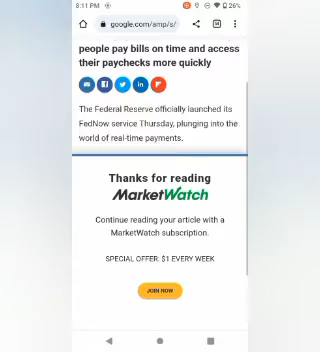 8:11 PM
26%
google.com/amp/s/
people pay bills on time and access
their paychecks more quickly
The Federal Reserve officially launched its
FedNow service Thursday, plunging into the
world of real-time payments.
Thanks for reading
MarketWatch
Continue reading your article with a
MarketWatch subscription.
SPECIAL OFFER: $1 EVERY WEEK
JOIN NOW